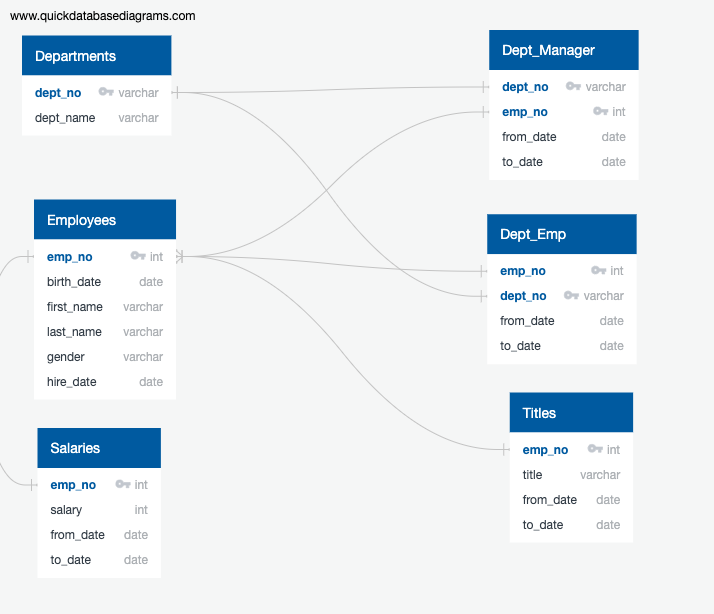 www.quickdatabasediagrams.com
Departments
dept_no varchar
dept_name varchar
Employees
emp_no int
birth_date date
first_name varchar
last_name varchar
gender varchar
hire_date date
Salaries
emp_no int
salary int
from_date date
to_date date
Dept_Manager
dept_no varchar
emp_no int
from_date date
to_date date
Dept_Emp
emp_no int
dept_no varchar
from_date date
to_date date
Titles
emp_no int
title varchar
from_date date
to_date date